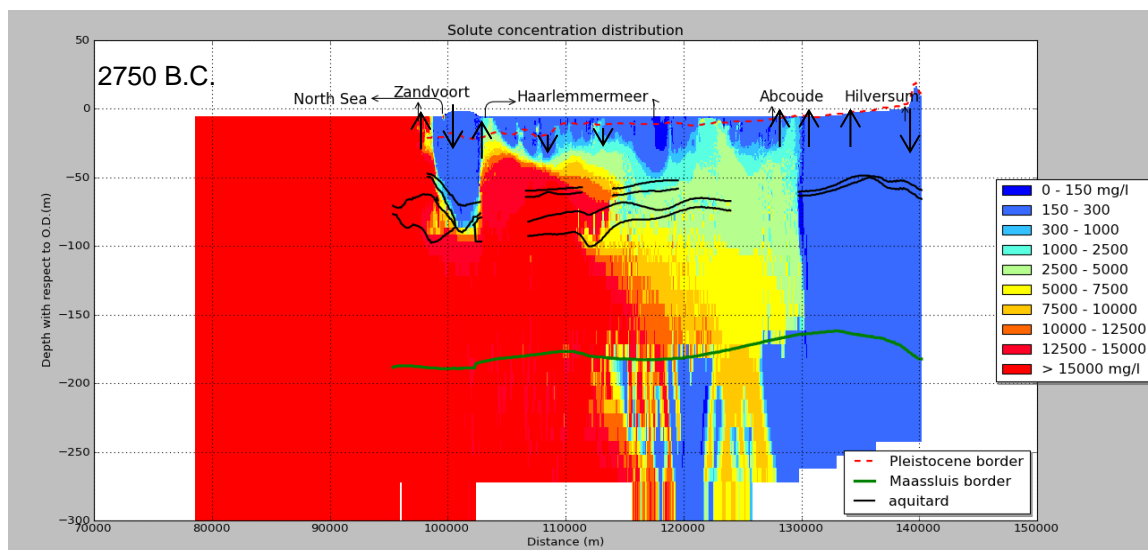 Solute concentration distribution
2750 B.C.
North Sea
Zandvoort
Haarlemmermeer
Abcoude
Hilversum
50
0
−50
−100
−150
−200
−250
−300
Depth with respect to O.D.(m)
0 - 150 mg/l
150 - 300
300 - 1000
1000 - 2500
2500 - 5000
5000 - 7500
7500 - 10000
10000 - 12500
12500 - 15000
> 15000 mg/l
Pleistocene border
Maassluis border
aquitard
70000 80000 90000 100000 110000 120000 130000 140000 150000
Distance (m)